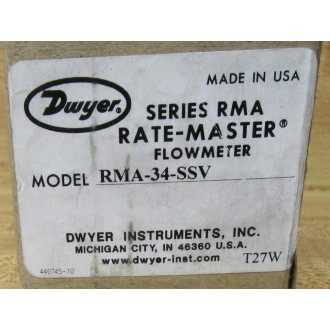 MADE IN USA
Dwyer®
SERIES RMA
RATE-MASTER®
FLOWMETER
MODEL RMA-34-SSV
DWYER INSTRUMENTS, INC.
MICHIGAN CITY, IN 46360 U.S.A.
www.dwyer-inst.com
T27W
440745-10